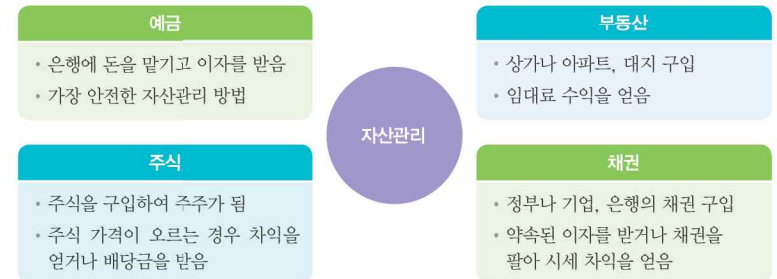 예금
• 은행에 돈을 맡기고 이자를 받음
• 가장 안전한 자산관리 방법
부동산
• 상가나 아파트, 대지 구입
• 임대료 수익을 얻음
자산관리
주식
• 주식을 구입하여 주주가 됨
• 주식 가격이 오르는 경우 차익을
얻거나 배당금을 받음
채권
• 정부나 기업, 은행의 채권 구입
• 약속된 이자를 받거나 채권을
팔아 시세 차익을 얻음